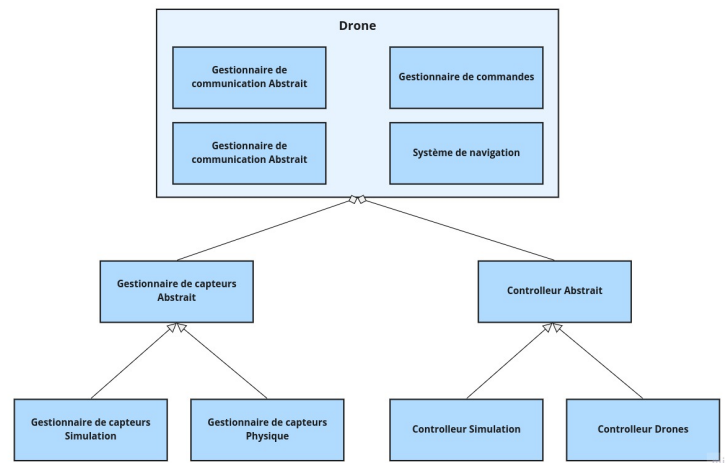 Drone
Gestionnaire de
communication Abstrait
Gestionnaire de commandes
Gestionnaire de
communication Abstrait
Système de navigation
Gestionnaire de capteurs
Abstrait
Controlleur Abstrait
Gestionnaire de capteurs
Simulation
Gestionnaire de capteurs
Physique
Controlleur Simulation
Controlleur Drones